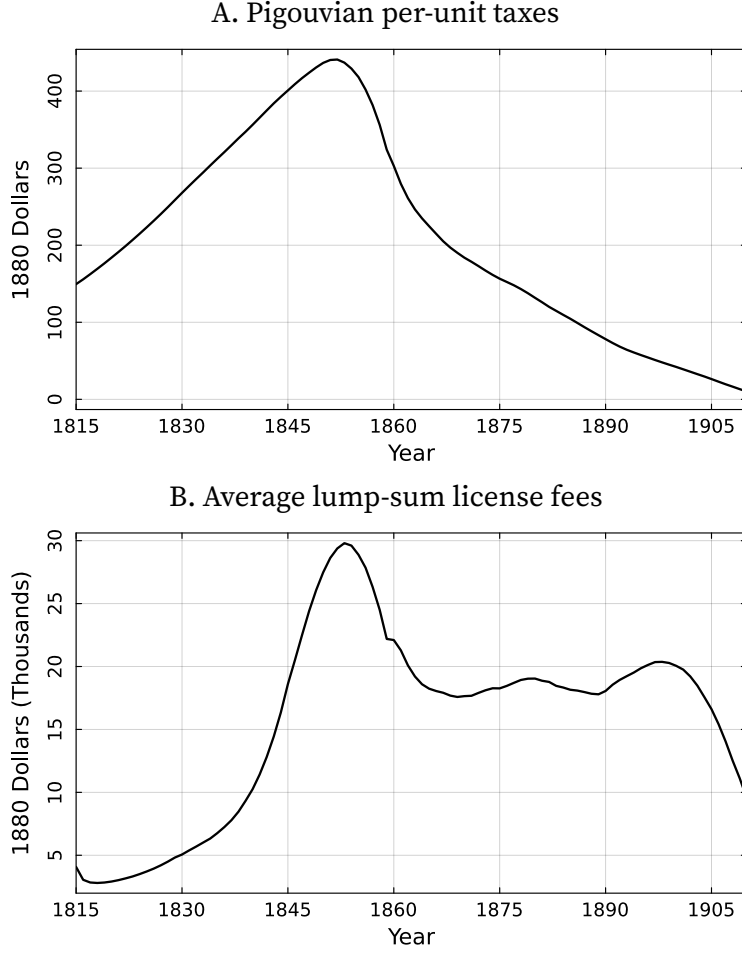 A. Pigouvian per-unit taxes
400
300
200
100
0
1880 Dollars
1815 1830 1845 1860 1875 1890 1905
Year
B. Average lump-sum license fees
30
25
20
15
10
5
1880 Dollars (Thousands)
1815 1830 1845 1860 1875 1890 1905
Year